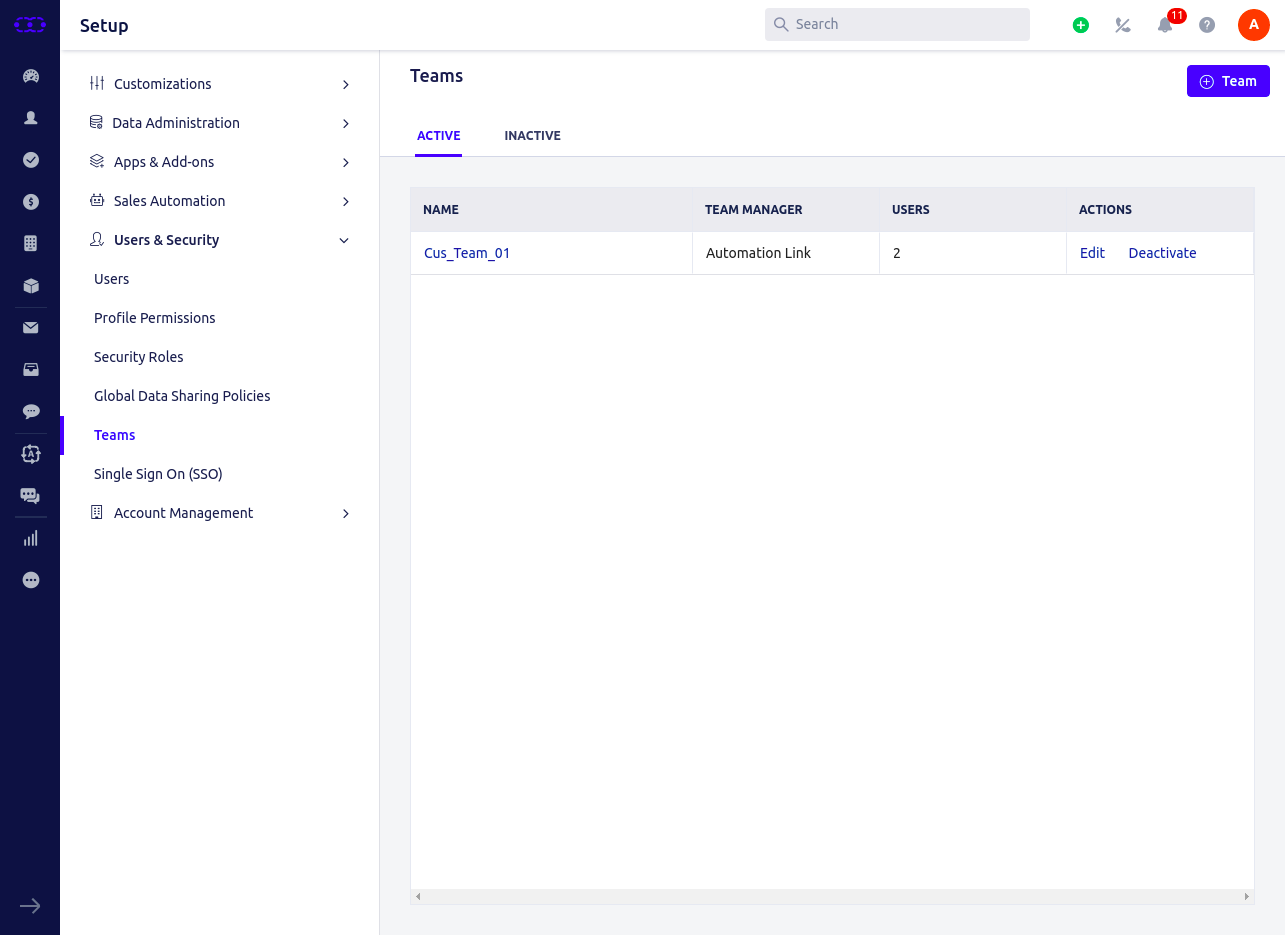 Setup
Search
11
A
Customizations
Data Administration
Apps & Add-ons
Sales Automation
Users & Security
Users
Profile Permissions
Security Roles
Global Data Sharing Policies
Teams
Single Sign On (SSO)
Account Management
Teams
Team
ACTIVE INACTIVE
NAME TEAM MANAGER USERS ACTIONS
Cus_Team_01 Automation Link 2 Edit Deactivate